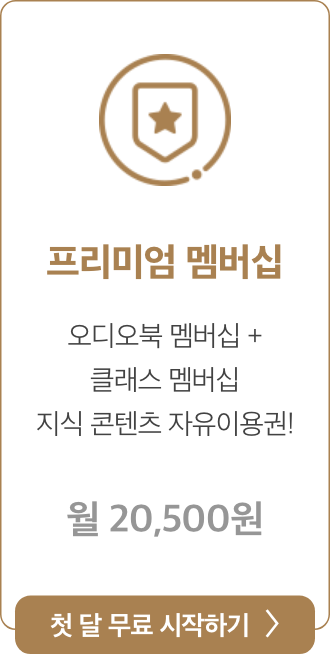 프리미엄 멤버십
오디오북 멤버십 +
클래스 멤버십
지식 콘텐츠 자유이용권!
월 20,500원
첫 달 무료 시작하기 >